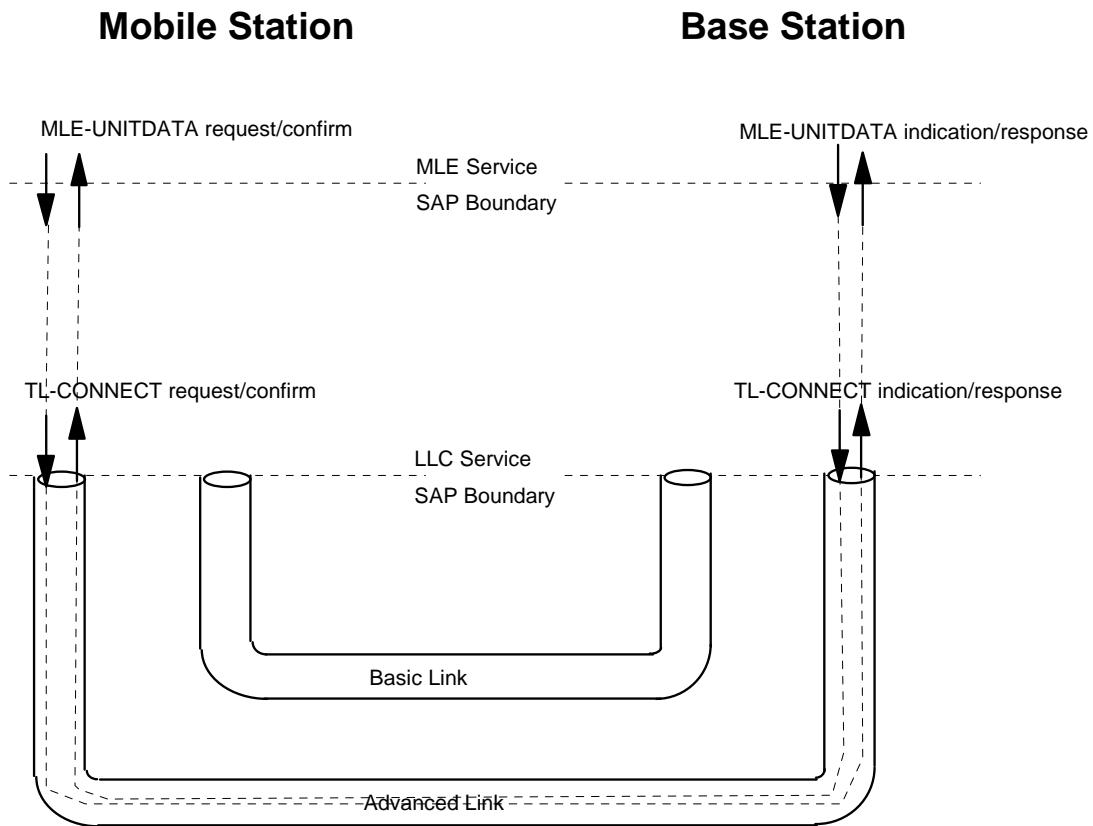 Mobile Station
Base Station
MLE-UNITDATA request/confirm
MLE-UNITDATA indication/response
MLE Service
SAP Boundary
TL-CONNECT request/confirm
TL-CONNECT indication/response
LLC Service
SAP Boundary
Basic Link
Advanced Link